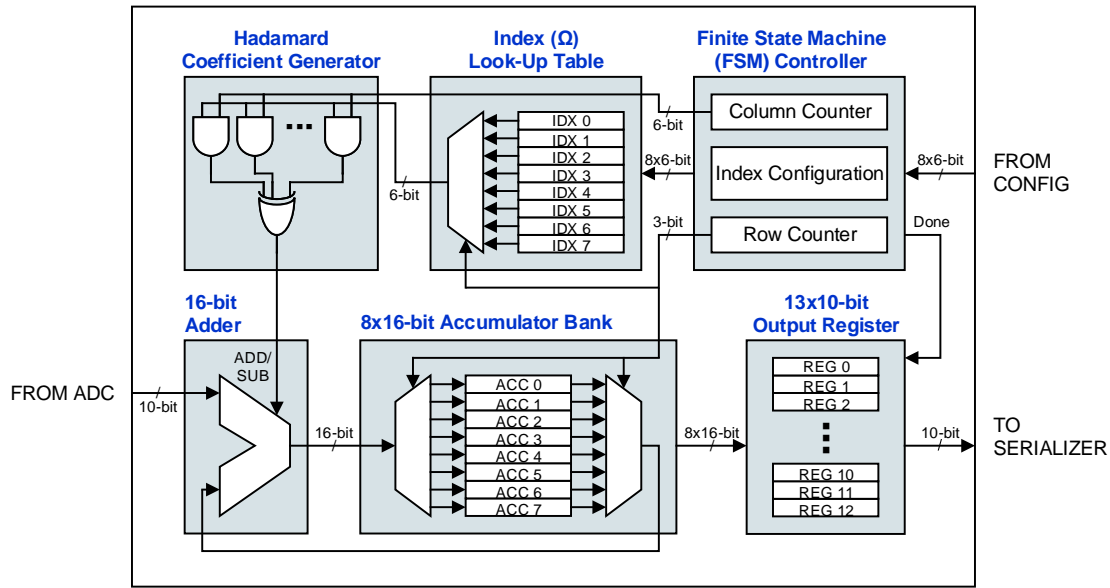 Hadamard
Coefficient Generator
Index (Ω)
Look-Up Table
Finite State Machine
(FSM) Controller
IDX 0
IDX 1
IDX 2
IDX 3
IDX 4
IDX 5
IDX 6
IDX 7
6-bit
6-bit
8x6-bit
3-bit
Column Counter
Index Configuration
Row Counter
8x6-bit
Done
FROM
CONFIG
16-bit
Adder
ADD/
SUB
FROM ADC
10-bit
16-bit
8x16-bit Accumulator Bank
ACC 0
ACC 1
ACC 2
ACC 3
ACC 4
ACC 5
ACC 6
ACC 7
8x16-bit
13x10-bit
Output Register
REG 0
REG 1
REG 2
REG 10
REG 11
REG 12
10-bit
TO
SERIALIZER